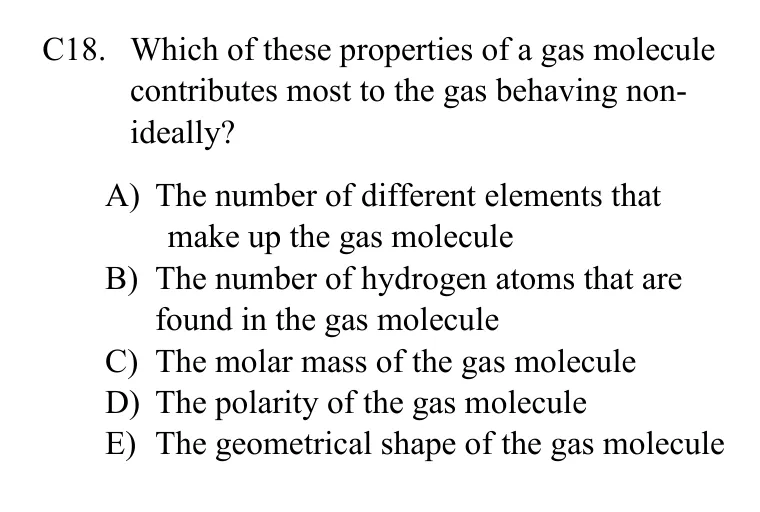 C18. Which of these properties of a gas molecule
contributes most to the gas behaving non-
ideally?
A) The number of different elements that
make up the gas molecule
B) The number of hydrogen atoms that are
found in the gas molecule
C) The molar mass of the gas molecule
D) The polarity of the gas molecule
E) The geometrical shape of the gas molecule